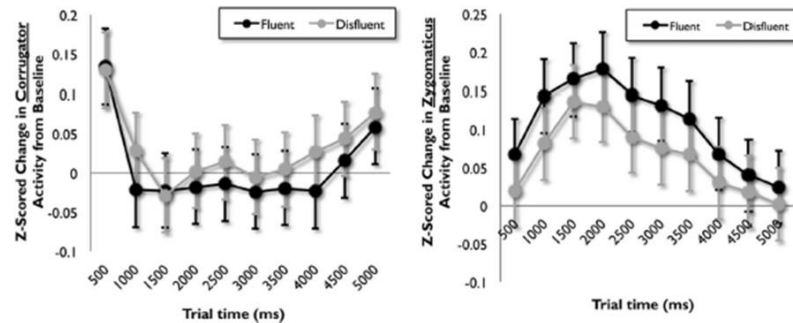 0.2
0.15
0.1
0.05
0
-0.05
-0.1
Z-Scored Change in Corrugator
Activity from Baseline
Fluent Disfluent
500 1000 1500 2000 2500 3000 3500 4000 4500 5000
Trial time (ms)
0.25
0.2
0.15
0.1
0.05
0
-0.05
-0.1
Z-Scored Change in Zygomaticus
Activity from Baseline
Fluent Disfluent
500 1000 1500 2000 2500 3000 3500 4000 4500 5000
Trial time (ms)